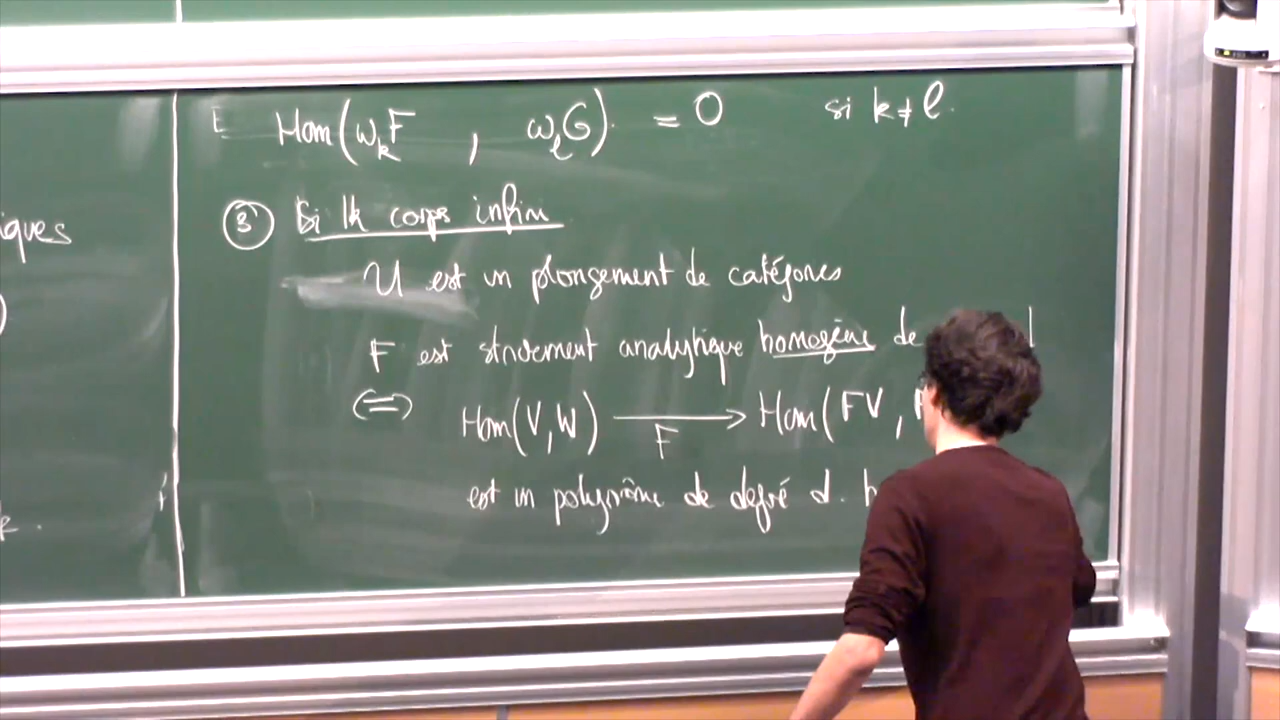 iques
)
k.
Hom(ω_k F , ω_l G) = 0 si k ≠ l.
③ Si 𝕜 corps infini
U est un plongement de catégories
F est strictement analytique homogène de
⟺ Hom(V,W) ⟶ Hom(FV,
F
est un polynôme de degré d. h